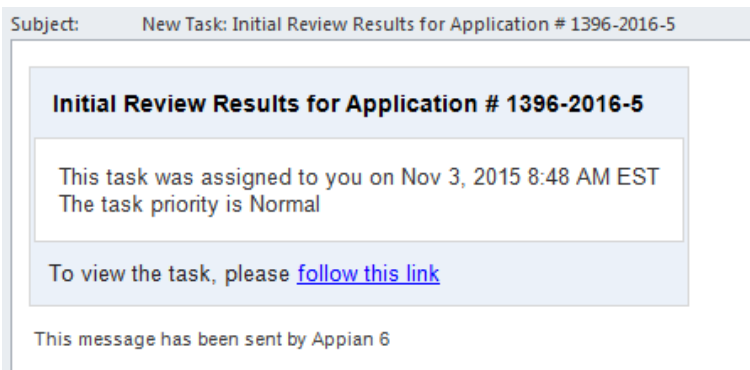 Subject: New Task: Initial Review Results for Application # 1396-2016-5
Initial Review Results for Application # 1396-2016-5
This task was assigned to you on Nov 3, 2015 8:48 AM EST
The task priority is Normal
To view the task, please follow this link
This message has been sent by Appian 6